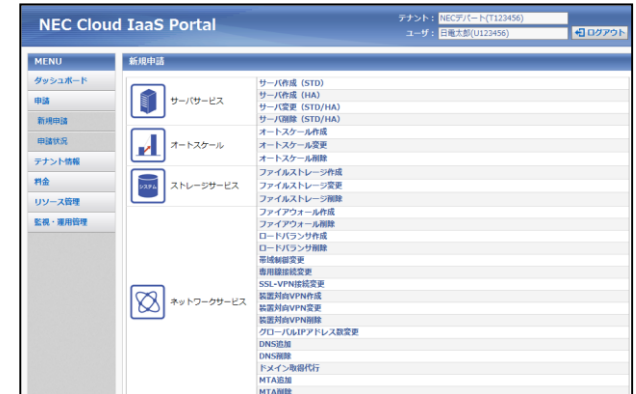 NEC Cloud IaaS Portal
テナント： NECデパート(T123456)
ユーザ： 日電太郎(U123456)
ログアウト
MENU
ダッシュボード
申請
新規申請
申請状況
テナント情報
料金
リソース管理
監視・運用管理
新規申請
サーバサービス
サーバ作成（STD）
サーバ作成（HA）
サーバ変更（STD/HA）
サーバ削除（STD/HA）
オートスケール
オートスケール作成
オートスケール変更
オートスケール削除
システム
ストレージサービス
ファイルストレージ作成
ファイルストレージ変更
ファイルストレージ削除
ネットワークサービス
ファイアウォール作成
ファイアウォール削除
ロードバランサ作成
ロードバランサ削除
帯域制御変更
専用線接続変更
SSL-VPN接続変更
装置対向VPN作成
装置対向VPN変更
装置対向VPN削除
グローバルIPアドレス数変更
DNS追加
DNS削除
ドメイン取得代行
MTA追加
MTA削除